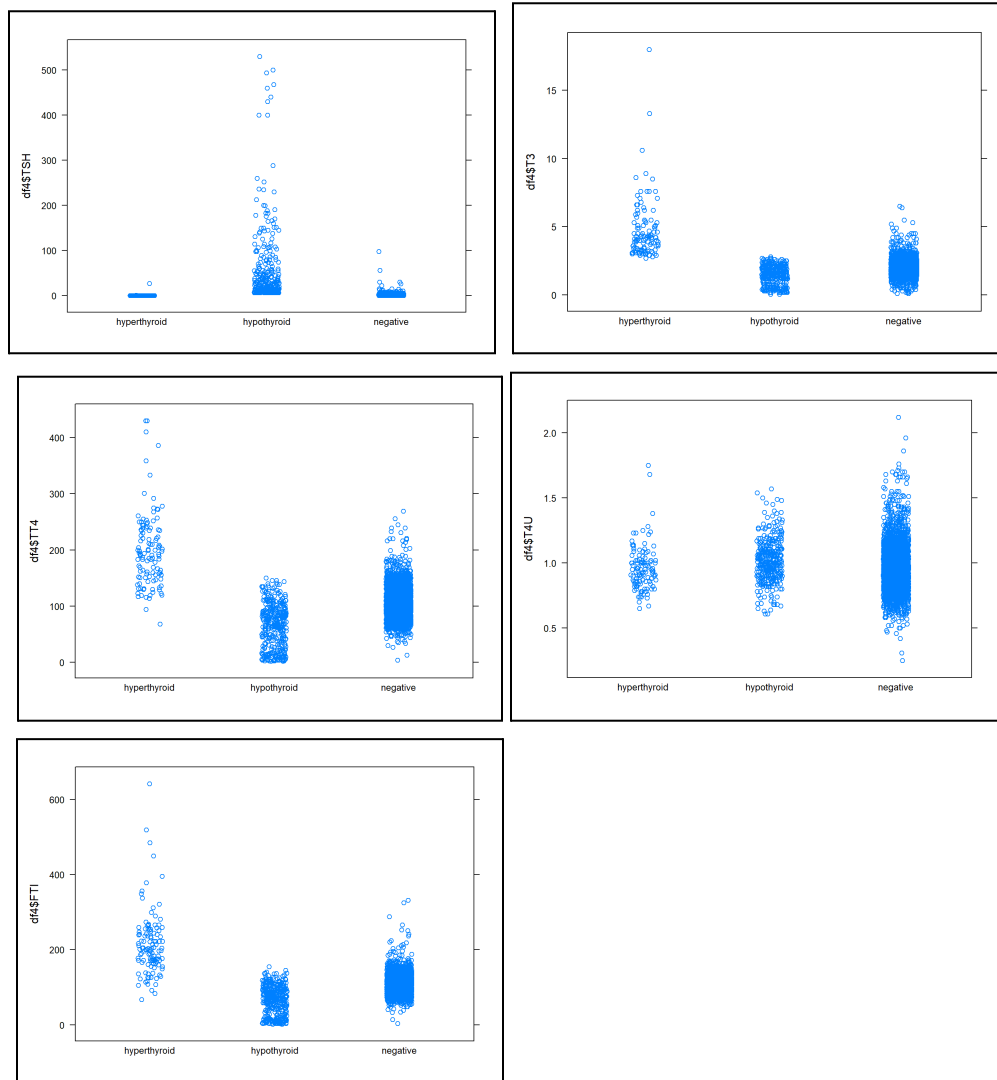 df4$TSH
500
400
300
200
100
0
hyperthyroid hypothyroid negative
df4$T3
15
10
5
0
hyperthyroid hypothyroid negative
df4$TT4
400
300
200
100
0
hyperthyroid hypothyroid negative
df4$T4U
2.0
1.5
1.0
0.5
hyperthyroid hypothyroid negative
df4$FTI
600
400
200
0
hyperthyroid hypothyroid negative